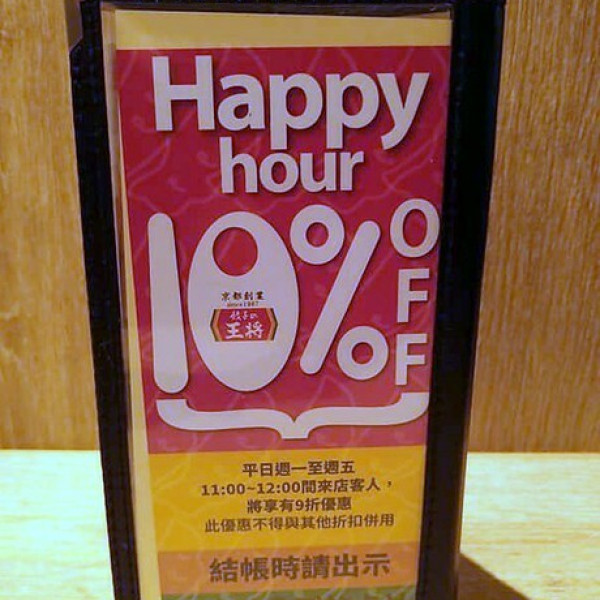 Happy
hour
10% OFF
京都創業
since1967
餃子の
王将
平日週一至週五
11:00~12:00間來店客人，
將享有9折優惠
此優惠不得與其他折扣併用
結帳時請出示